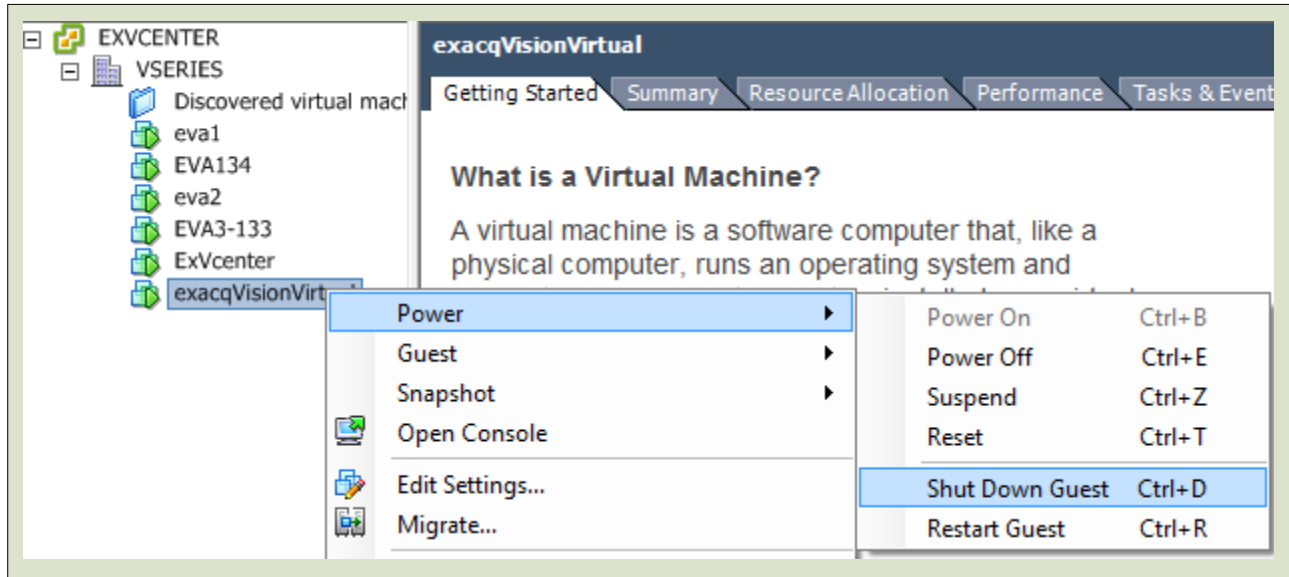 EXVCENTER
VSERIES
Discovered virtual mach
eva1
EVA134
eva2
EVA3-133
ExVcenter
exacqVisionVirt
exacqVisionVirtual
Getting Started Summary Resource Allocation Performance Tasks & Event
What is a Virtual Machine?
A virtual machine is a software computer that, like a
physical computer, runs an operating system and
Power
Guest
Snapshot
Open Console
Edit Settings...
Migrate...
Power On Ctrl+B
Power Off Ctrl+E
Suspend Ctrl+Z
Reset Ctrl+T
Shut Down Guest Ctrl+D
Restart Guest Ctrl+R